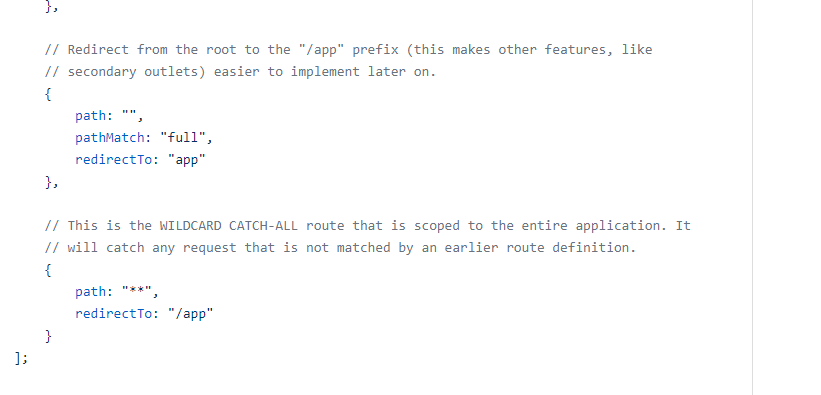 },
// Redirect from the root to the "/app" prefix (this makes other features, like
// secondary outlets) easier to implement later on.
{
path: "",
pathMatch: "full",
redirectTo: "app"
},
// This is the WILDCARD CATCH-ALL route that is scoped to the entire application. It
// will catch any request that is not matched by an earlier route definition.
{
path: "**",
redirectTo: "/app"
}
];